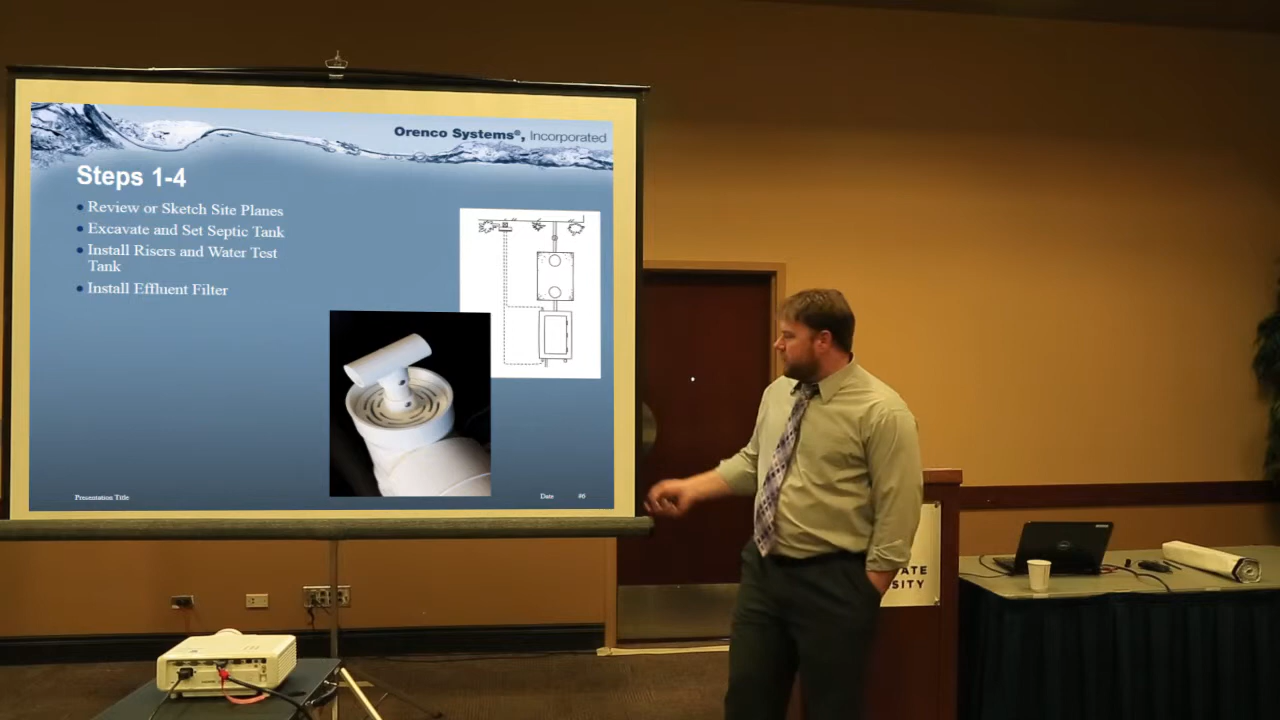 Orenco Systems®, Incorporated
Steps 1-4
• Review or Sketch Site Planes
• Excavate and Set Septic Tank
• Install Risers and Water Test
Tank
• Install Effluent Filter
Presentation Title
Date
#6
ATE
SITY